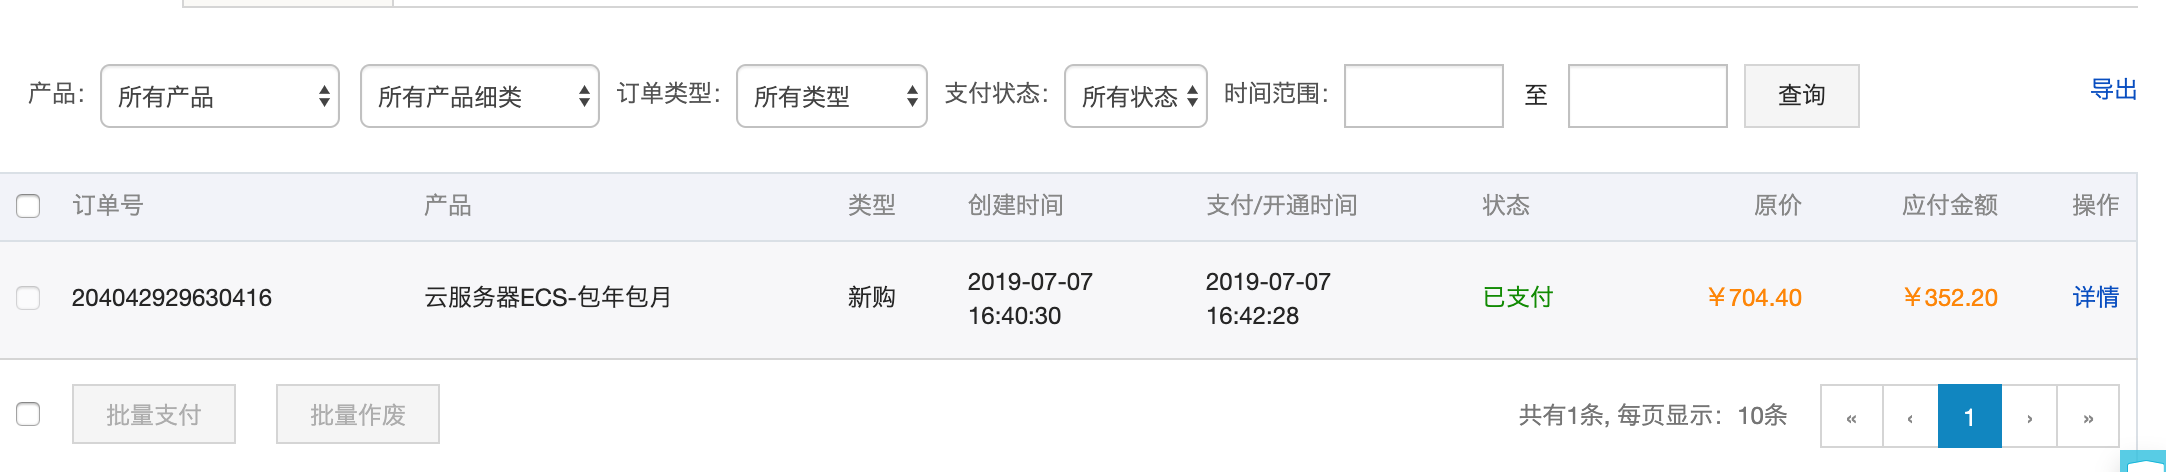 产品： 所有产品 所有产品细类 订单类型： 所有类型 支付状态： 所有状态 时间范围： 至 查询 导出
订单号 产品 类型 创建时间 支付/开通时间 状态 原价 应付金额 操作
204042929630416 云服务器ECS-包年包月 新购 2019-07-07 16:40:30 2019-07-07 16:42:28 已支付 ￥704.40 ￥352.20 详情
批量支付 批量作废 共有1条, 每页显示：10条 « ‹ 1 › »